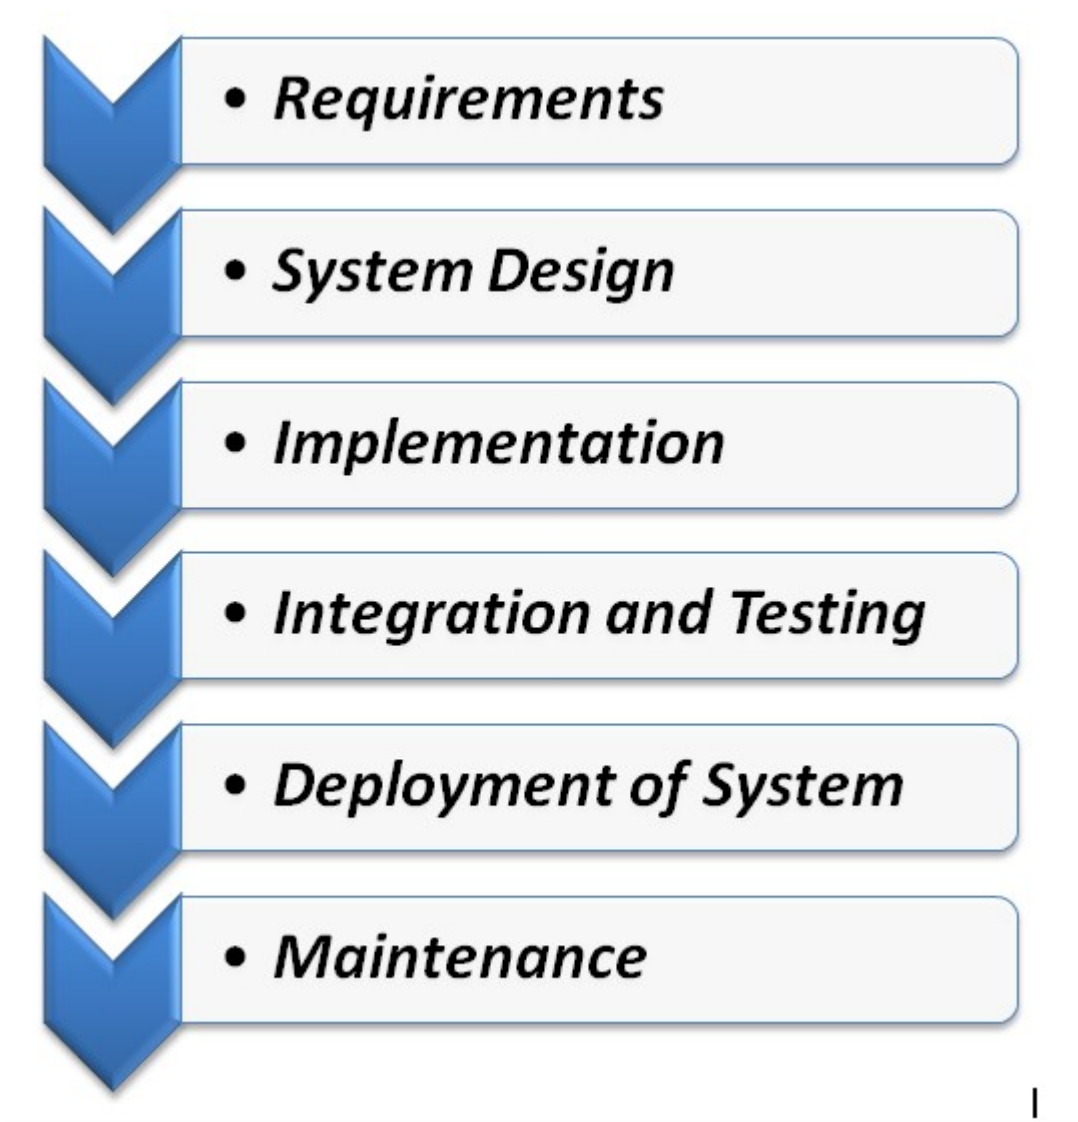 • Requirements
• System Design
• Implementation
• Integration and Testing
• Deployment of System
• Maintenance